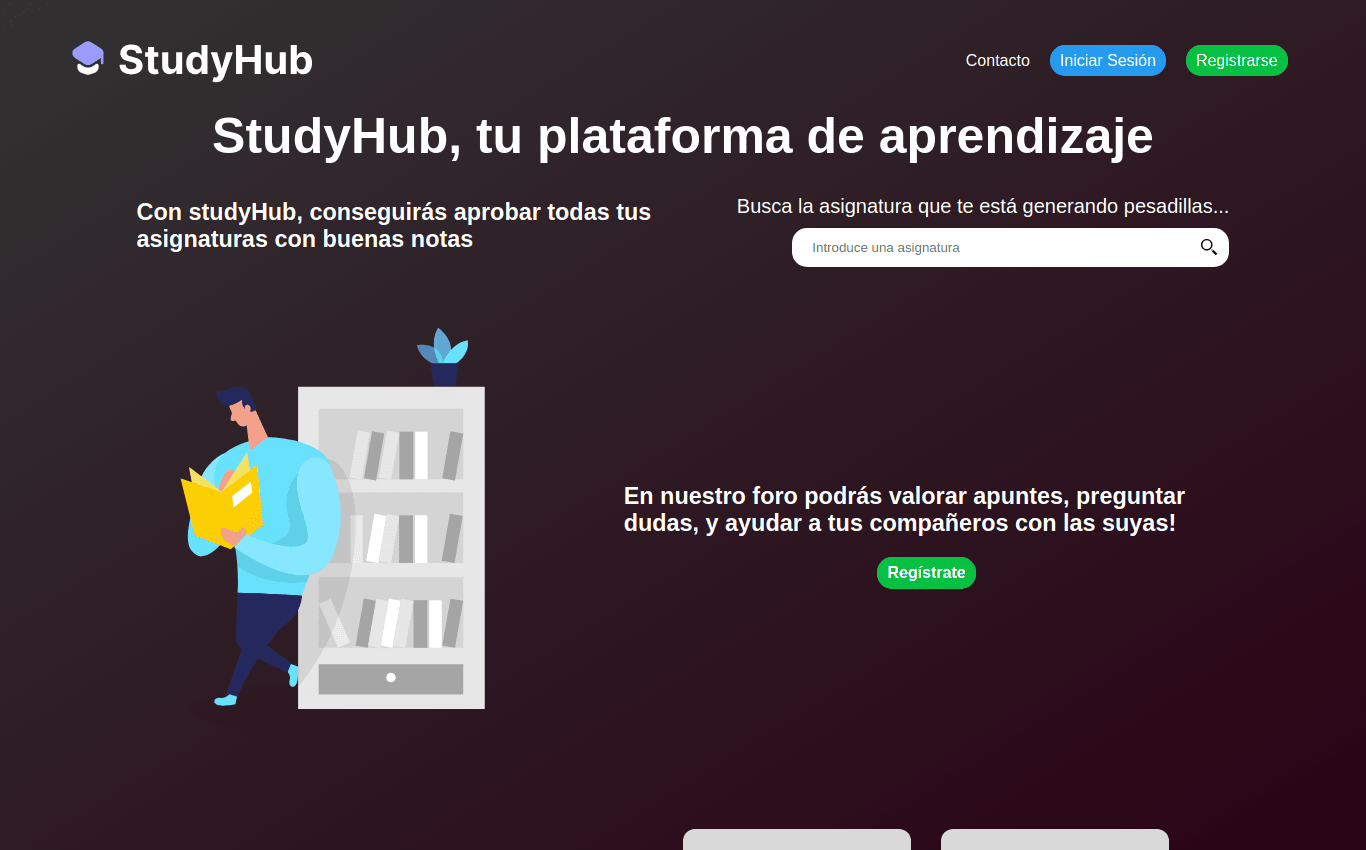 StudyHub
Contacto
Iniciar Sesión
Registrarse
StudyHub, tu plataforma de aprendizaje
Con studyHub, conseguirás aprobar todas tus
asignaturas con buenas notas
Busca la asignatura que te está generando pesadillas...
Introduce una asignatura
En nuestro foro podrás valorar apuntes, preguntar
dudas, y ayudar a tus compañeros con las suyas!
Regístrate